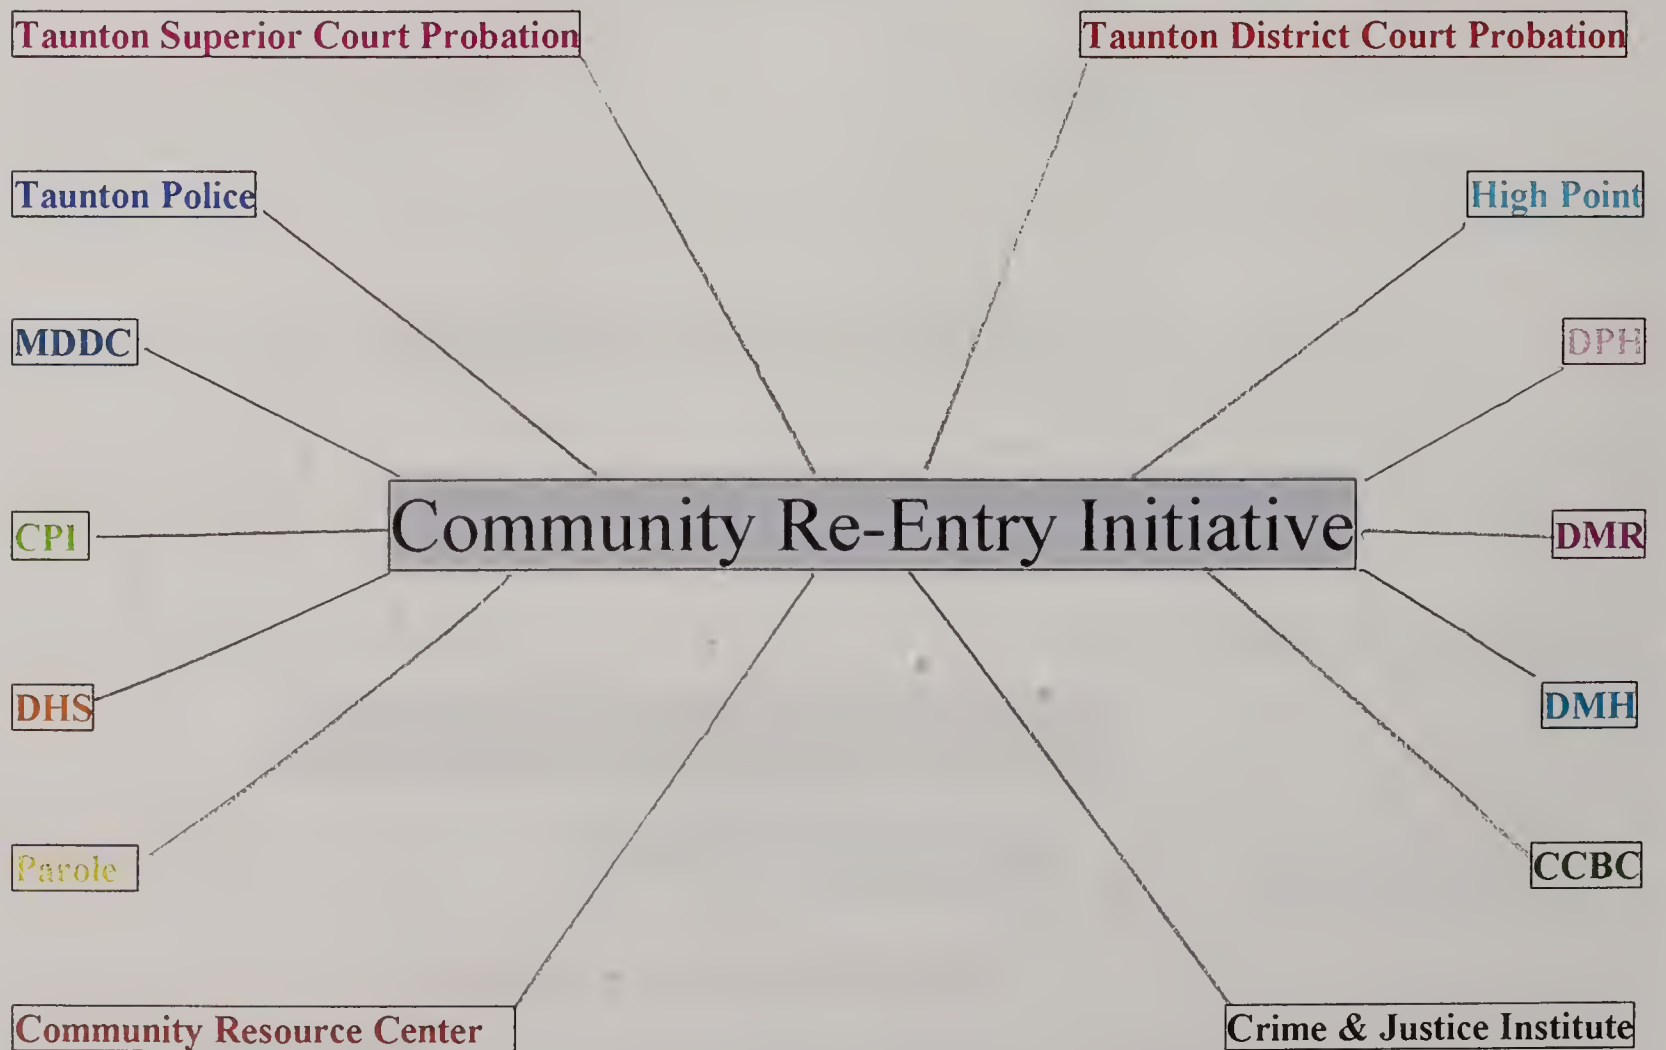 Taunton Superior Court Probation
Taunton District Court Probation
Taunton Police
High Point
MDDC
DPH
Community Re-Entry Initiative
CPI
DMR
DHS
DMH
Parole
CCBC
Community Resource Center
Crime & Justice Institute